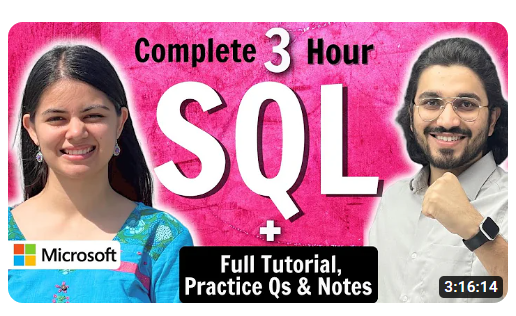 Complete 3 Hour
SQL
+
Microsoft
Full Tutorial,
Practice Qs & Notes
3:16:14